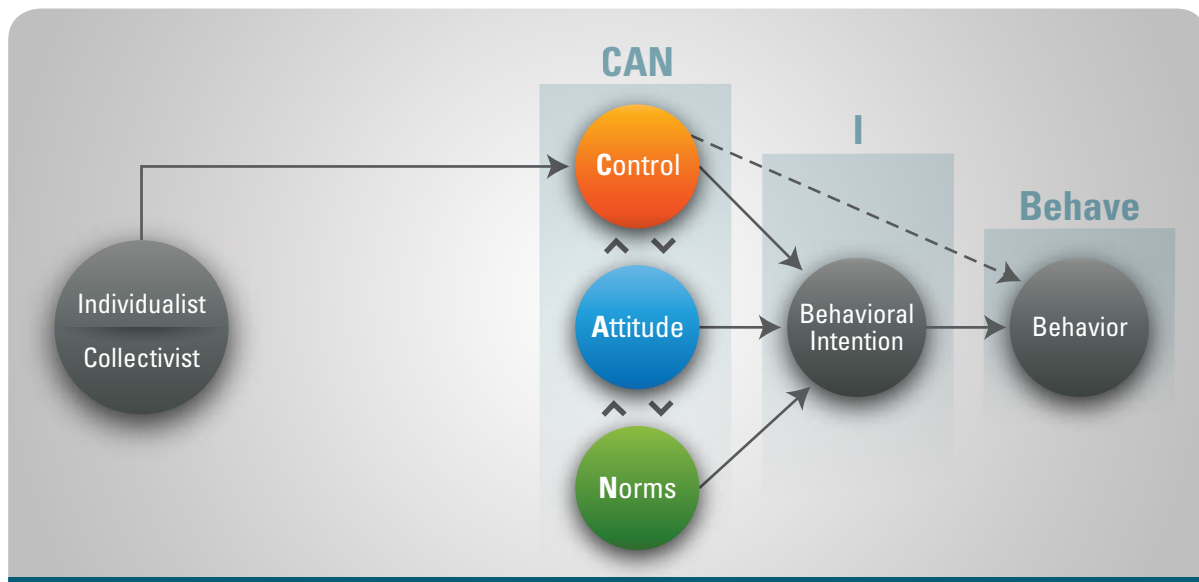 CAN
I
Behave
Control
Individualist
Collectivist
Attitude
Behavioral
Intention
Behavior
Norms